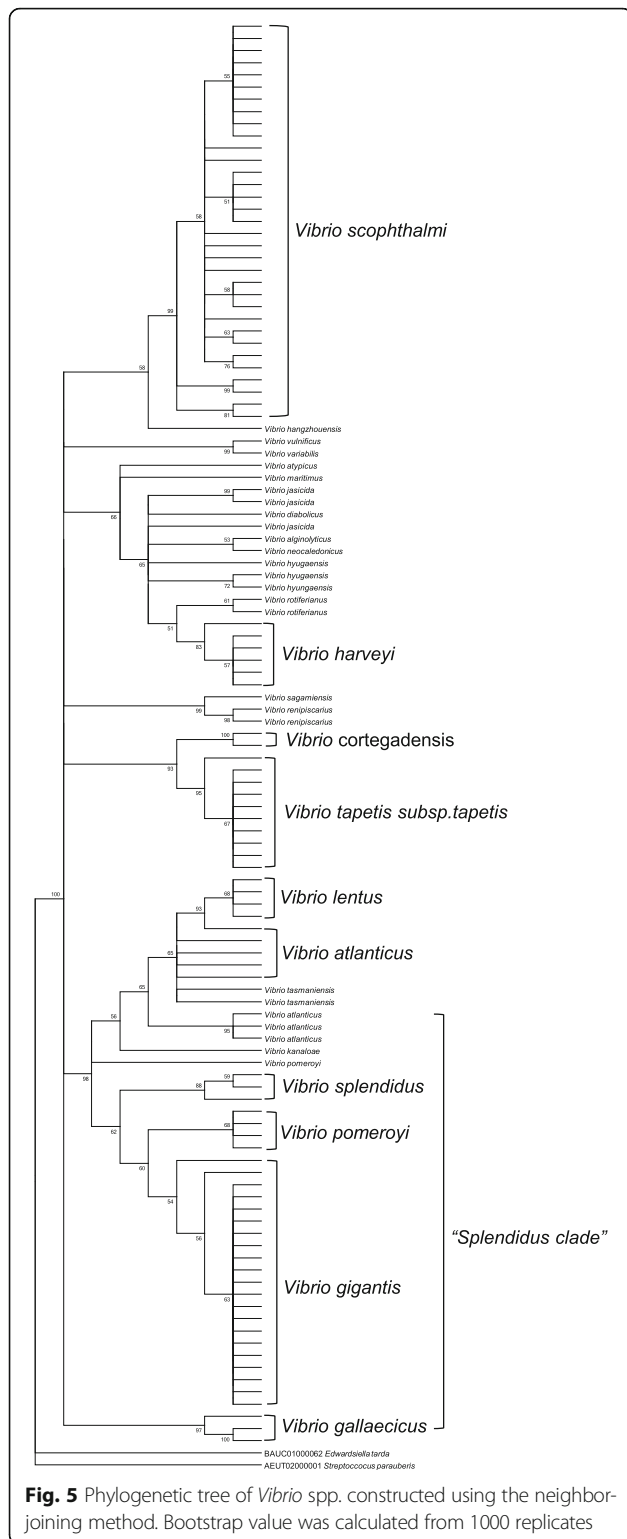 55
51
58
58
63
99
76
99
81
58
Vibrio scophthalmi
Vibrio hangzhouensis
Vibrio vulnificus
99
Vibrio variabilis
Vibrio atypicus
Vibrio maritimus
99
Vibrio jasicida
Vibrio jasicida
66
Vibrio diabolicus
Vibrio jasicida
53
Vibrio alginolyticus
Vibrio neocaledonicus
65
Vibrio hyugaensis
Vibrio hyugaensis
72
Vibrio hyungaensis
61
Vibrio rotiferianus
Vibrio rotiferianus
51
83
57
Vibrio harveyi
Vibrio sagamiensis
99
Vibrio renipiscarius
98
Vibrio renipiscarius
100
Vibrio cortegadensis
93
95
67
Vibrio tapetis subsp.tapetis
68
Vibrio lentus
93
100
65
Vibrio atlanticus
65
Vibrio tasmaniensis
Vibrio tasmaniensis
Vibrio atlanticus
56
Vibrio atlanticus
95
Vibrio atlanticus
Vibrio kanaloae
Vibrio pomeroyi
98
59
88
Vibrio splendidus
62
68
Vibrio pomeroyi
60
54
56
"Splendidus clade"
63
Vibrio gigantis
97
100
Vibrio gallaecicus
BAUC01000062 Edwardsiella tarda
AEUT02000001 Streptoccocus parauberis
Fig. 5 Phylogenetic tree of Vibrio spp. constructed using the neighbor-
joining method. Bootstrap value was calculated from 1000 replicates